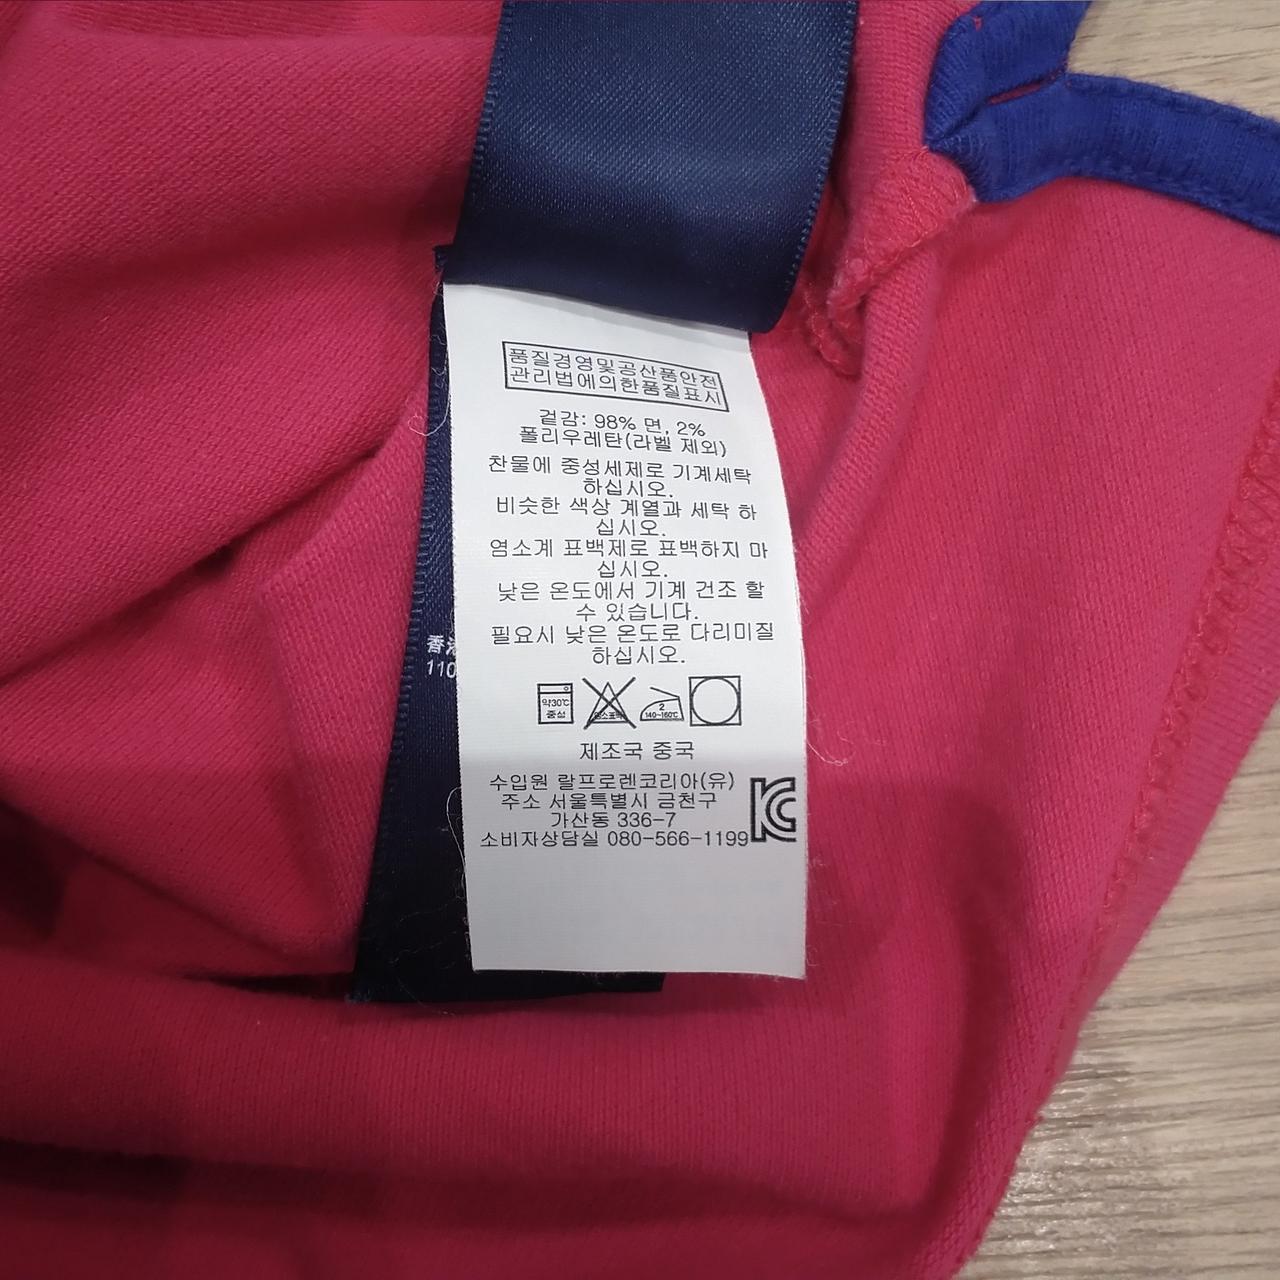 품질경영및공산품안전
관리법에의한품질표시
겉감: 98% 면, 2%
폴리우레탄(라벨 제외)
찬물에 중성세제로 기계세탁
하십시오.
비슷한 색상 계열과 세탁 하
십시오.
염소계 표백제로 표백하지 마
십시오.
낮은 온도에서 기계 건조 할
수 있습니다.
필요시 낮은 온도로 다리미질
하십시오.
약30℃
중성
염소표백
2
140~160℃
제조국 중국
수입원 랄프로렌코리아(유)
주소 서울특별시 금천구
가산동 336-7
소비자상담실 080-566-1199
香港
110